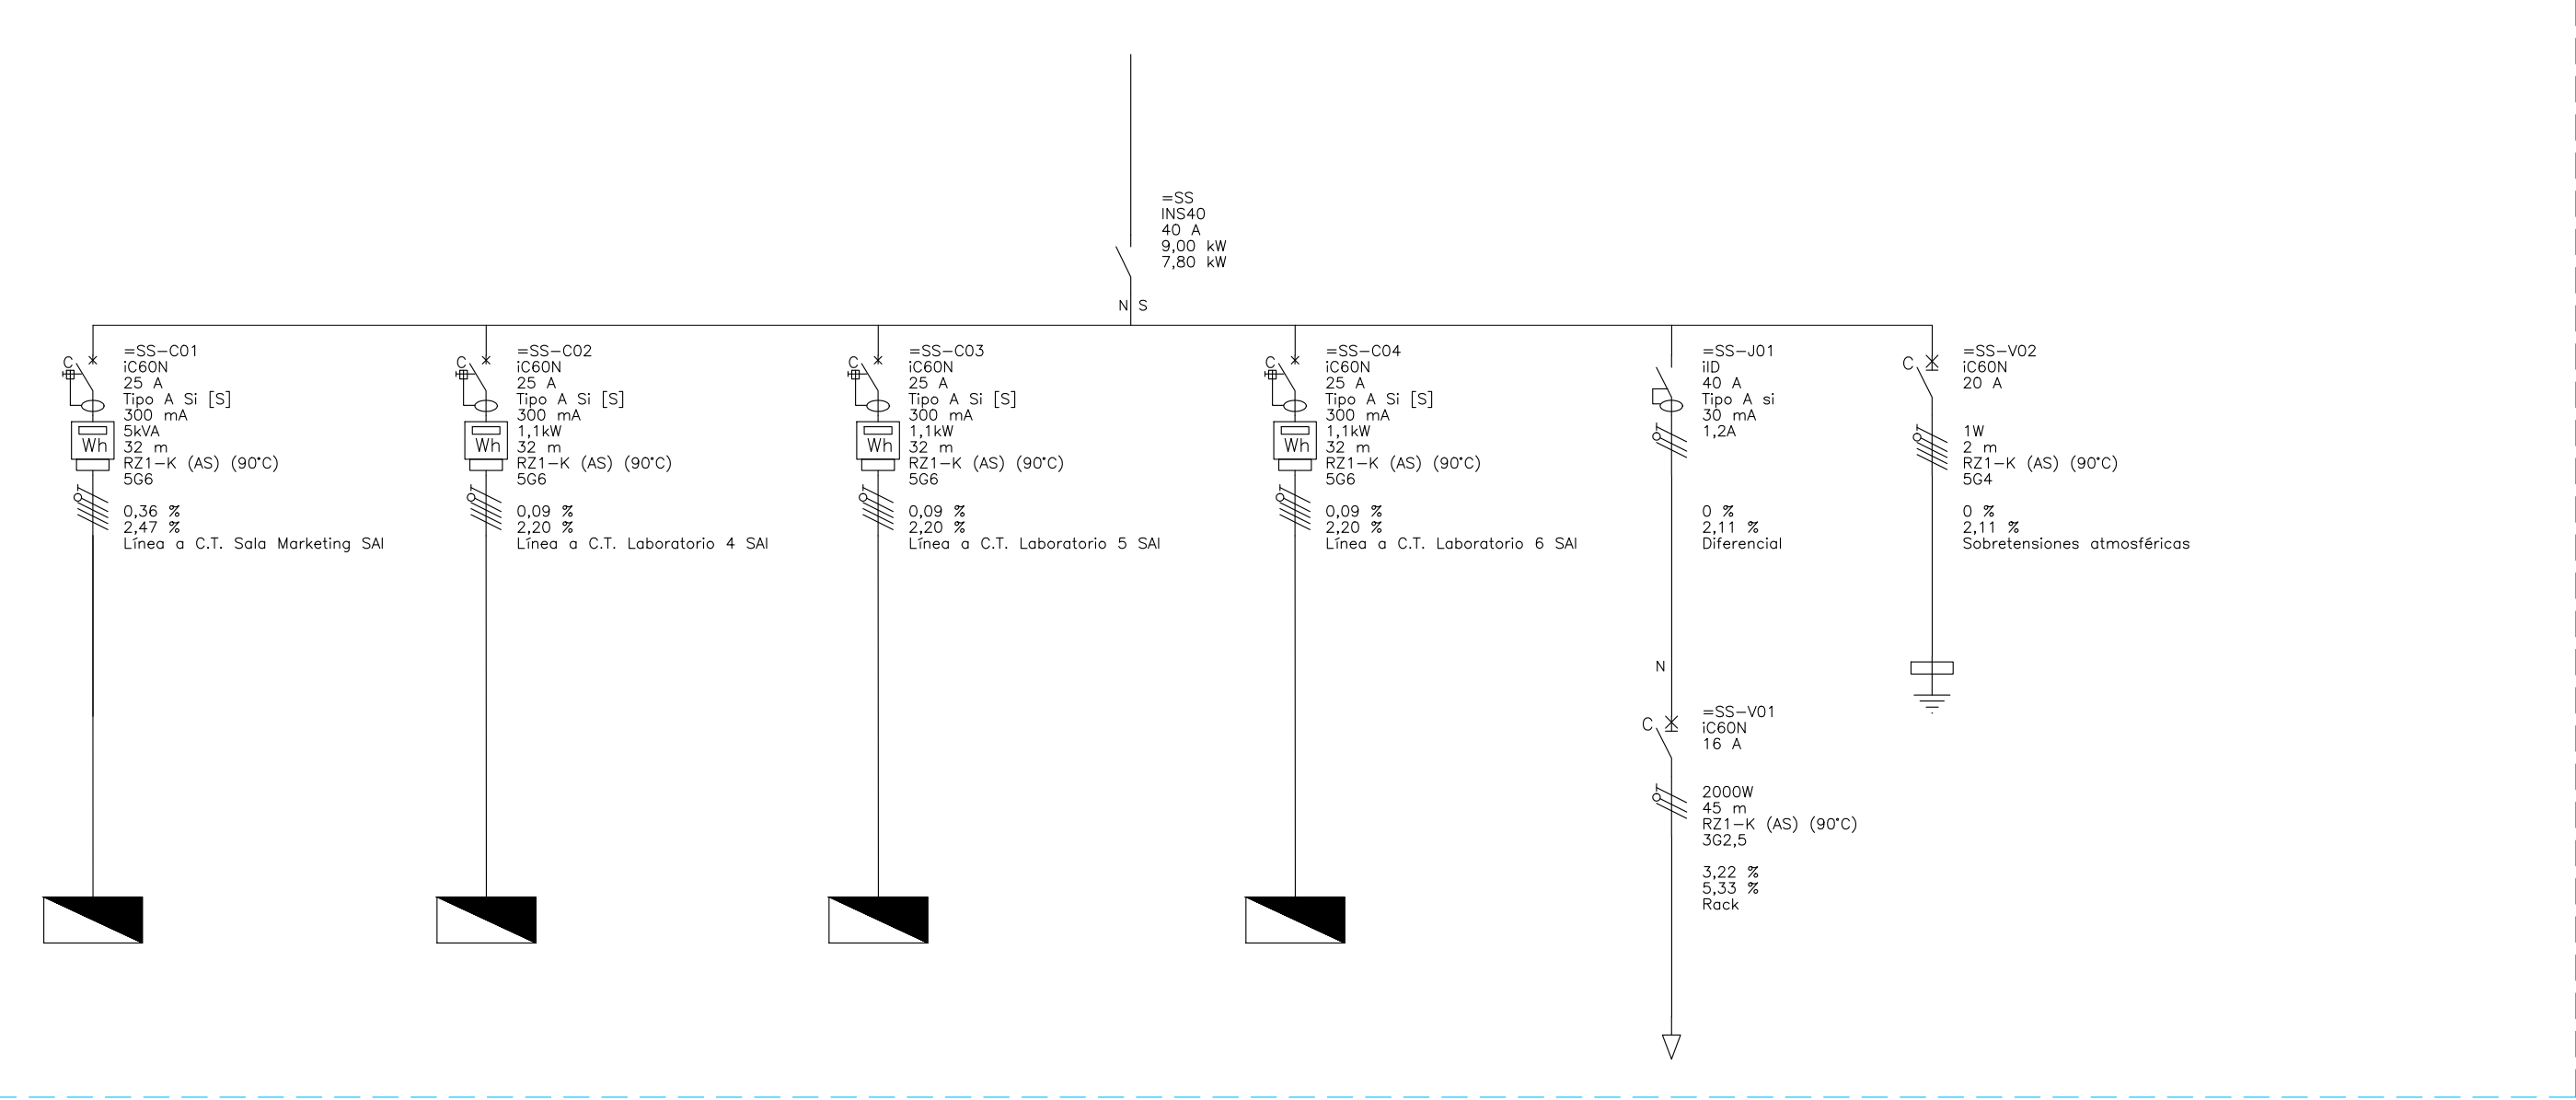 =SS
INS40
40 A
9,00 kW
7,80 kW
N S
C
=SS-C01
iC60N
25 A
Tipo A Si [S]
300 mA
5kVA
Wh
32 m
RZ1-K (AS) (90°C)
5G6
0,36 %
2,47 %
Línea a C.T. Sala Marketing SAI
C
=SS-C02
iC60N
25 A
Tipo A Si [S]
300 mA
1,1kW
Wh
32 m
RZ1-K (AS) (90°C)
5G6
0,09 %
2,20 %
Línea a C.T. Laboratorio 4 SAI
C
=SS-C03
iC60N
25 A
Tipo A Si [S]
300 mA
1,1kW
Wh
32 m
RZ1-K (AS) (90°C)
5G6
0,09 %
2,20 %
Línea a C.T. Laboratorio 5 SAI
C
=SS-C04
iC60N
25 A
Tipo A Si [S]
300 mA
1,1kW
Wh
32 m
RZ1-K (AS) (90°C)
5G6
0,09 %
2,20 %
Línea a C.T. Laboratorio 6 SAI
=SS-J01
iID
40 A
Tipo A si
30 mA
1,2A
0 %
2,11 %
Diferencial
N
C
=SS-V01
iC60N
16 A
2000W
45 m
RZ1-K (AS) (90°C)
3G2,5
3,22 %
5,33 %
Rack
C
=SS-V02
iC60N
20 A
1W
2 m
RZ1-K (AS) (90°C)
5G4
0 %
2,11 %
Sobretensiones atmosféricas